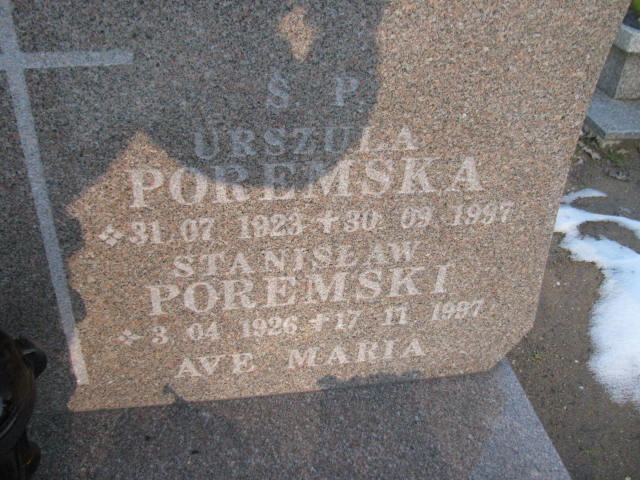 Ś. P.
URSZULA
POREMSKA
31 07 1923 + 30 09 1997
STANISŁAW
POREMSKI
3 04 1926 + 17 11 1997
AVE MARIA